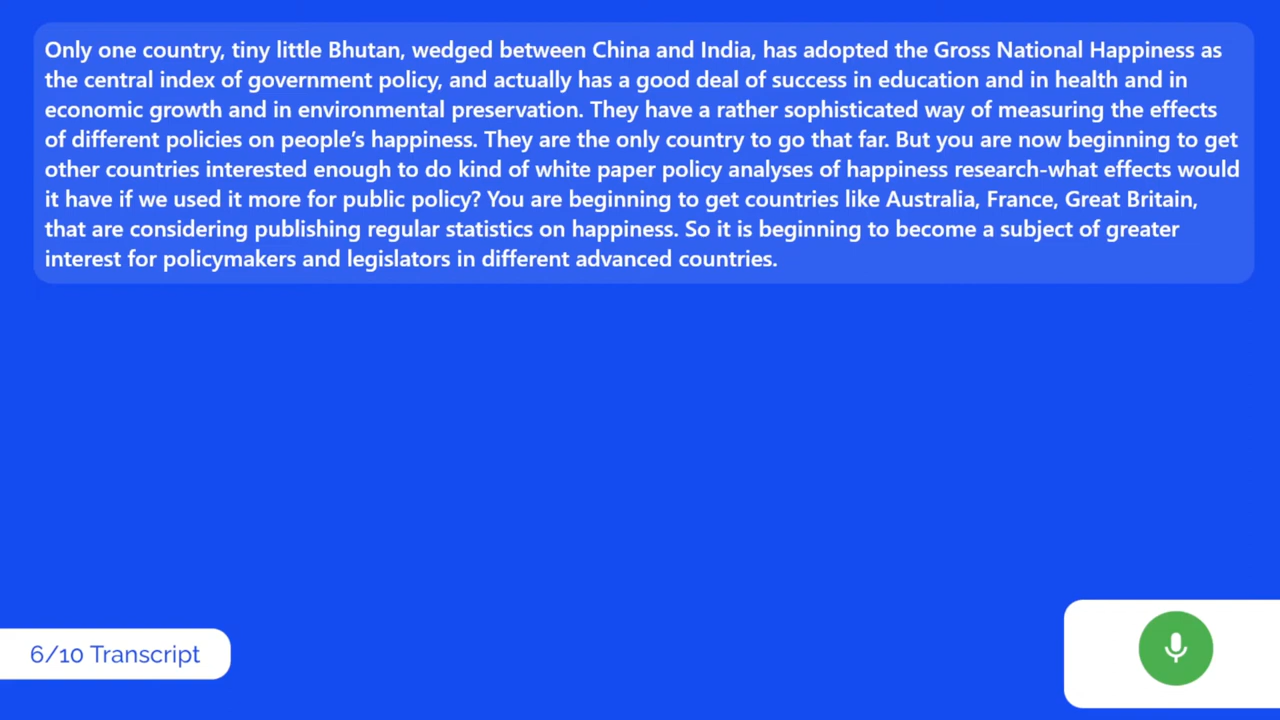 Only one country, tiny little Bhutan, wedged between China and India, has adopted the Gross National Happiness as
the central index of government policy, and actually has a good deal of success in education and in health and in
economic growth and in environmental preservation. They have a rather sophisticated way of measuring the effects
of different policies on people’s happiness. They are the only country to go that far. But you are now beginning to get
other countries interested enough to do kind of white paper policy analyses of happiness research-what effects would
it have if we used it more for public policy? You are beginning to get countries like Australia, France, Great Britain,
that are considering publishing regular statistics on happiness. So it is beginning to become a subject of greater
interest for policymakers and legislators in different advanced countries.
6/10 Transcript